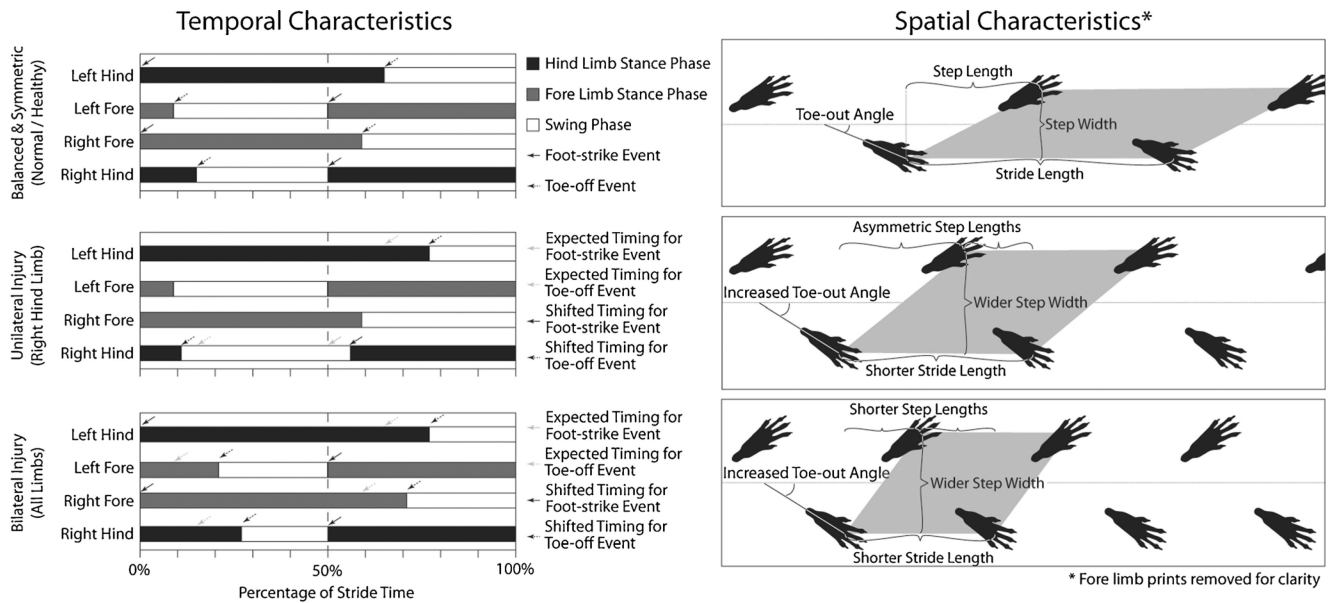 Temporal Characteristics
Balanced & Symmetric
(Normal / Healthy)
Left Hind
Left Fore
Right Fore
Right Hind
Hind Limb Stance Phase
Fore Limb Stance Phase
Swing Phase
Foot-strike Event
Toe-off Event
Unilateral Injury
(Right Hind Limb)
Left Hind
Left Fore
Right Fore
Right Hind
Expected Timing for
Foot-strike Event
Expected Timing for
Toe-off Event
Shifted Timing for
Foot-strike Event
Shifted Timing for
Toe-off Event
Bilateral Injury
(All Limbs)
Left Hind
Left Fore
Right Fore
Right Hind
Expected Timing for
Foot-strike Event
Expected Timing for
Toe-off Event
Shifted Timing for
Foot-strike Event
Shifted Timing for
Toe-off Event
0%
50%
100%
Percentage of Stride Time
Spatial Characteristics*
Step Length
Toe-out Angle
Step Width
Stride Length
Asymmetric Step Lengths
Increased Toe-out Angle
Wider Step Width
Shorter Stride Length
Shorter Step Lengths
Increased Toe-out Angle
Wider Step Width
Shorter Stride Length
* Fore limb prints removed for clarity